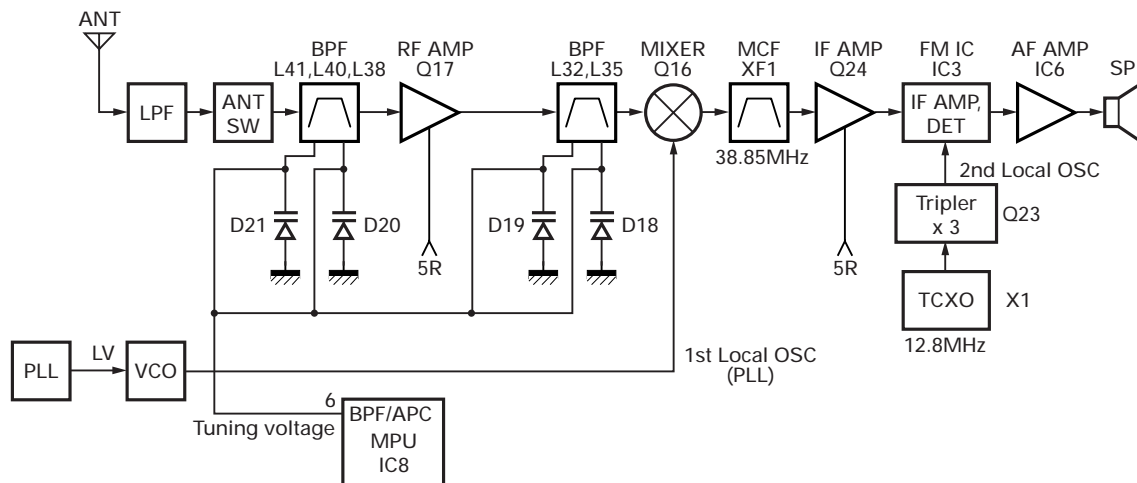 ANT
BPF
L41,L40,L38
RF AMP
Q17
BPF
L32,L35
MIXER
Q16
MCF
XF1
IF AMP
Q24
FM IC
IC3
AF AMP
IC6
SP
LPF
ANT
SW
IF AMP,
DET
38.85MHz
2nd Local OSC
D21
D20
D19
D18
Tripler
x 3
Q23
5R
5R
TCXO
X1
12.8MHz
PLL
LV
VCO
1st Local OSC
(PLL)
6
Tuning voltage
BPF/APC
MPU
IC8